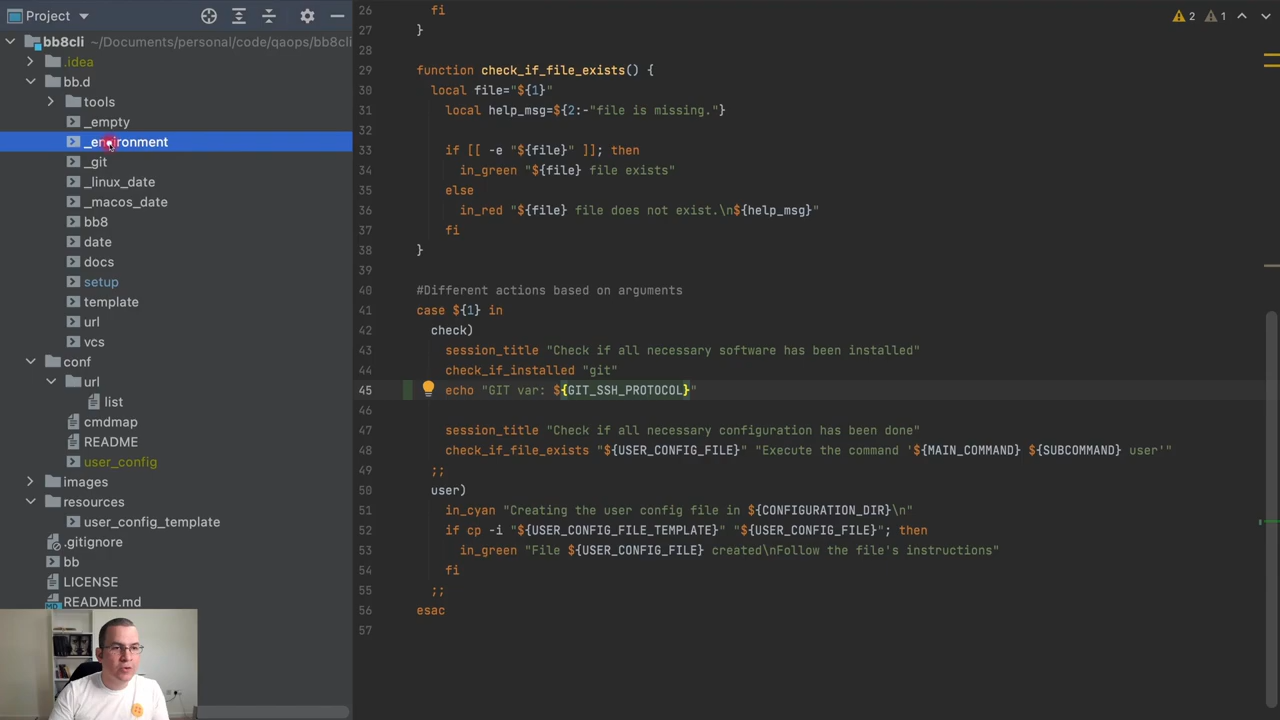 Project
bb8cli ~/Documents/personal/code/qaops/bb8cli
.idea
bb.d
tools
_empty
_environment
_git
_linux_date
_macos_date
bb8
date
docs
setup
template
url
vcs
conf
url
list
cmdmap
README
user_config
images
resources
user_config_template
.gitignore
bb
LICENSE
README.md
2 1
26 fi
27 }
28
29 function check_if_file_exists() {
30 local file="${1}"
31 local help_msg=${2:-"file is missing."}
32
33 if [[ -e "${file}" ]]; then
34 in_green "${file} file exists"
35 else
36 in_red "${file} file does not exist.\n${help_msg}"
37 fi
38 }
39
40 #Different actions based on arguments
41 case ${1} in
42 check)
43 session_title "Check if all necessary software has been installed"
44 check_if_installed "git"
45 echo "GIT var: ${GIT_SSH_PROTOCOL}"
46
47 session_title "Check if all necessary configuration has been done"
48 check_if_file_exists "${USER_CONFIG_FILE}" "Execute the command '${MAIN_COMMAND} ${SUBCOMMAND} user'"
49 ;;
50 user)
51 in_cyan "Creating the user config file in ${CONFIGURATION_DIR}\n"
52 if cp -i "${USER_CONFIG_FILE_TEMPLATE}" "${USER_CONFIG_FILE}"; then
53 in_green "File ${USER_CONFIG_FILE} created\nFollow the file's instructions"
54 fi
55 ;;
56 esac
57